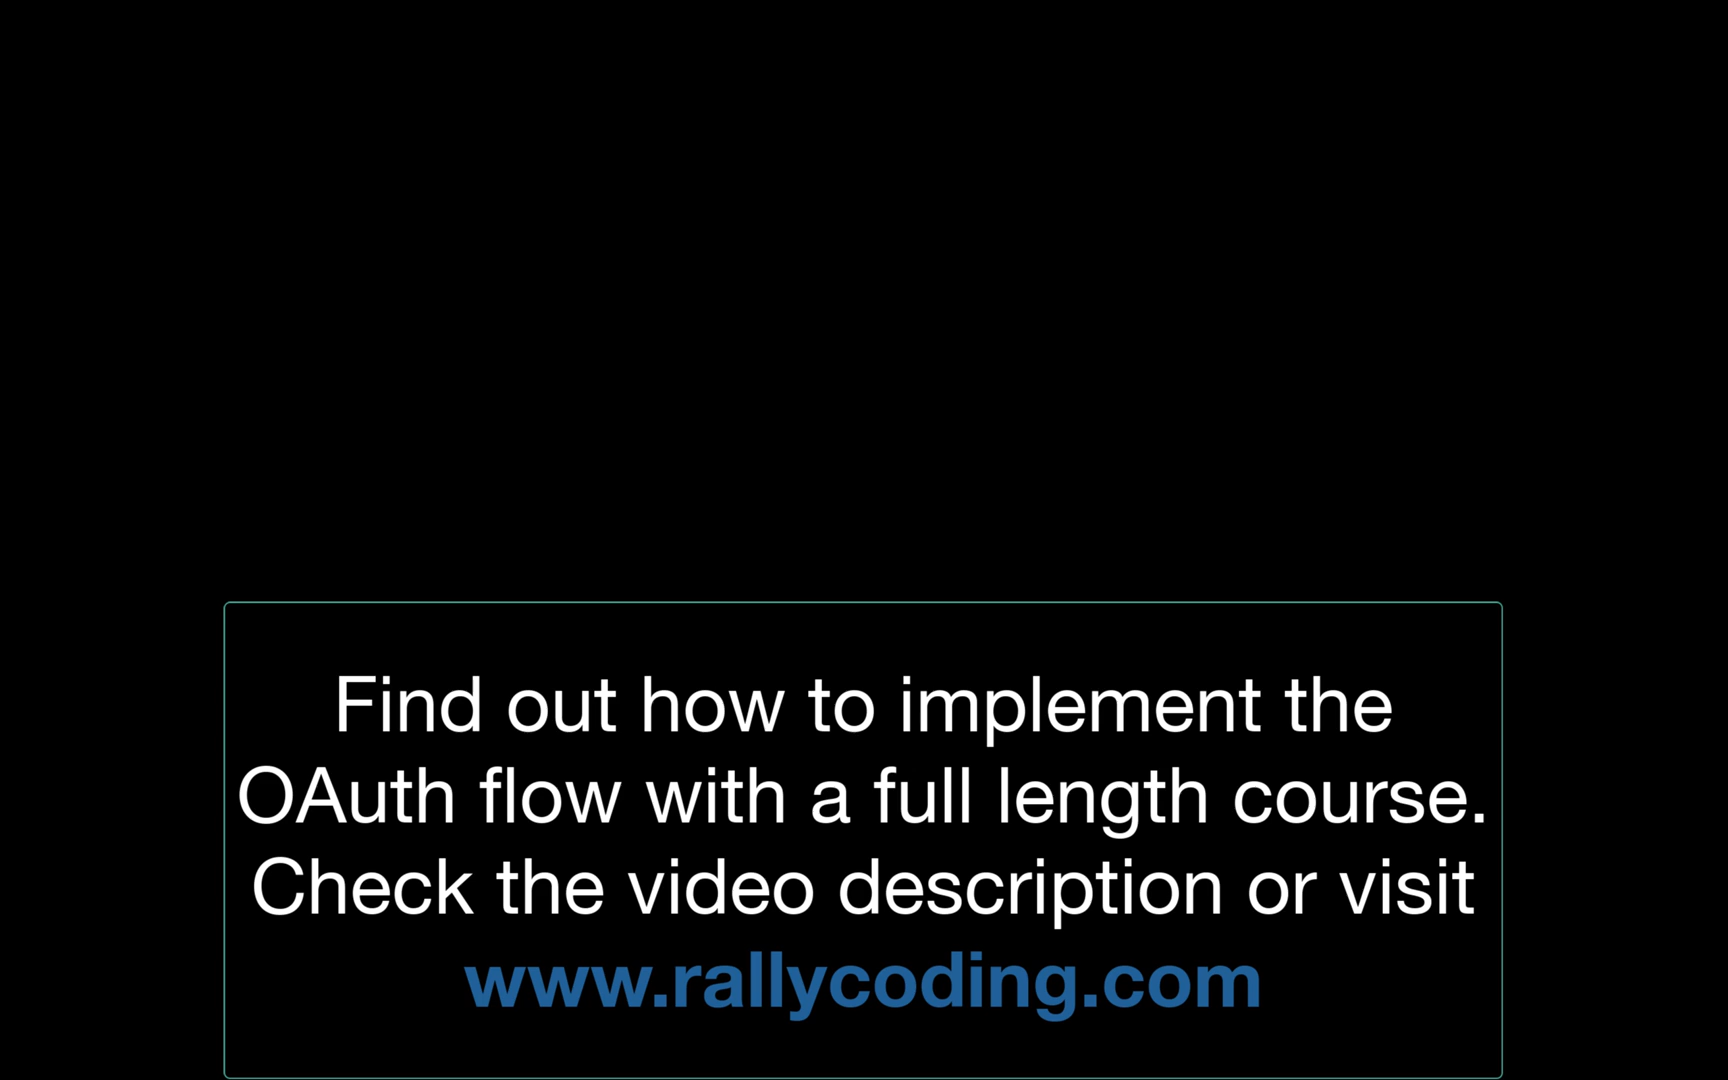 Find out how to implement the
OAuth flow with a full length course.
Check the video description or visit
www.rallycoding.com